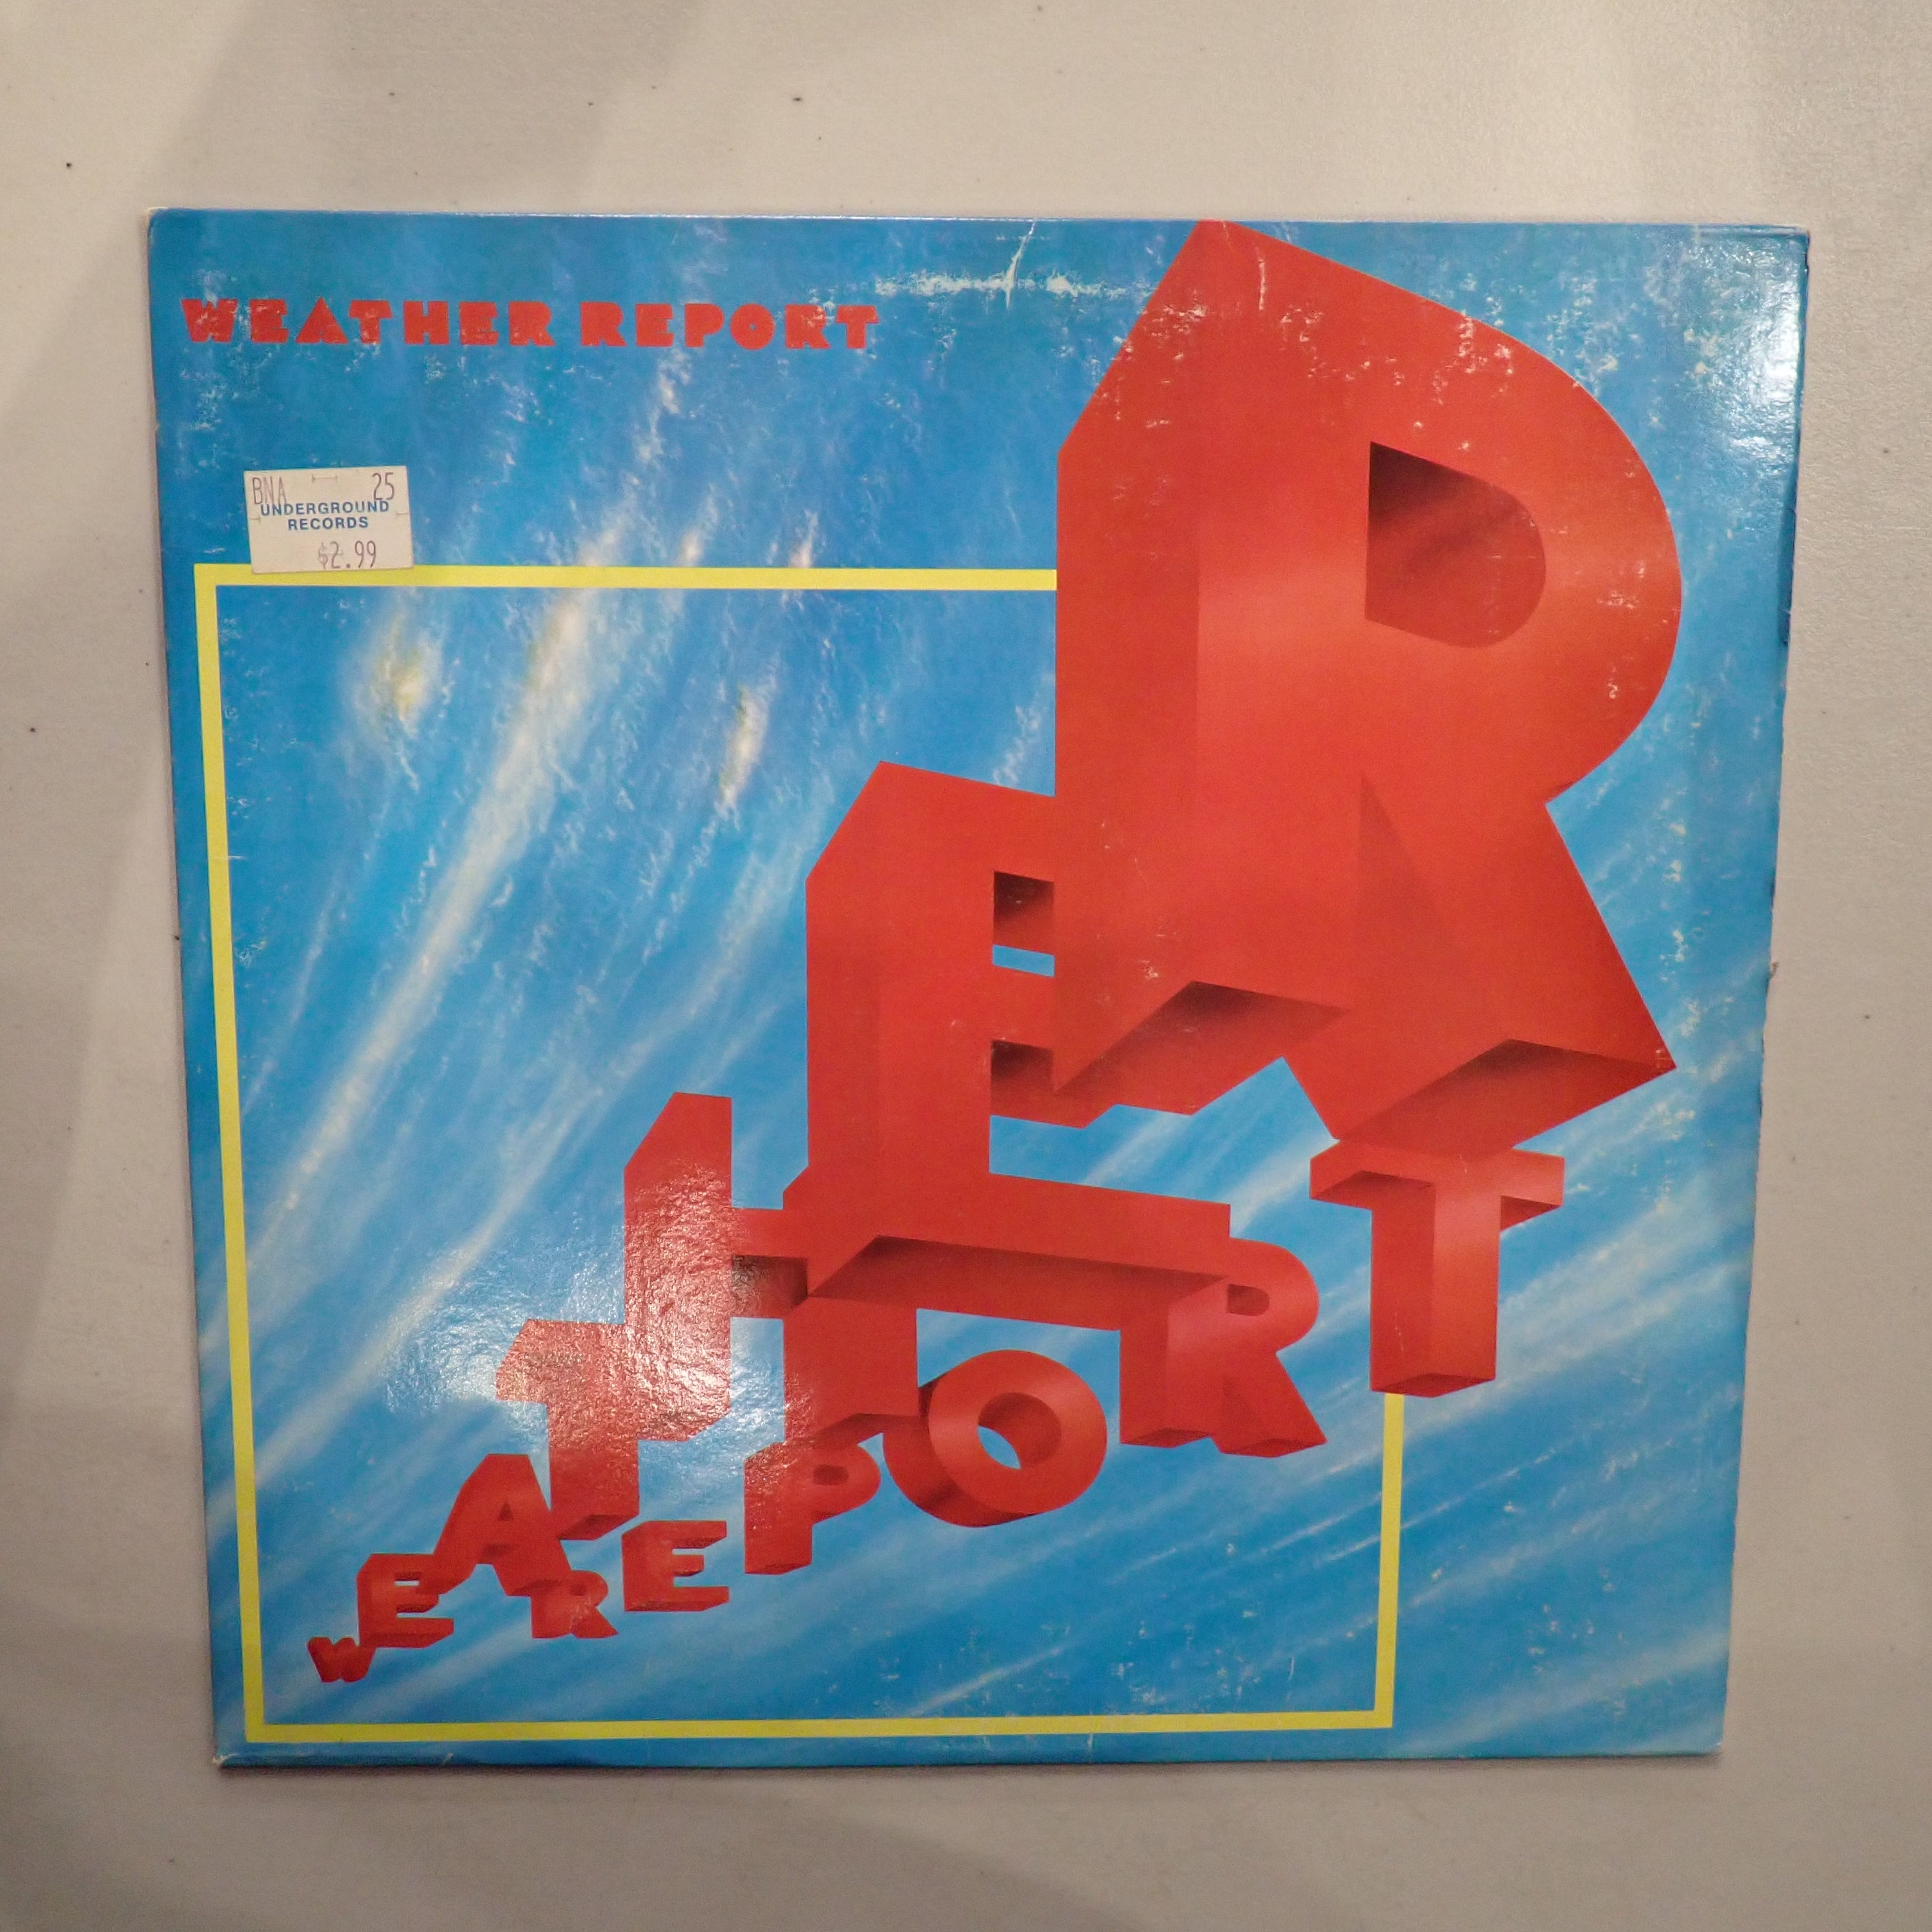 WEATHER REPORT
BNA 25
UNDERGROUND
RECORDS
$2.99
WEATHER
REPORT